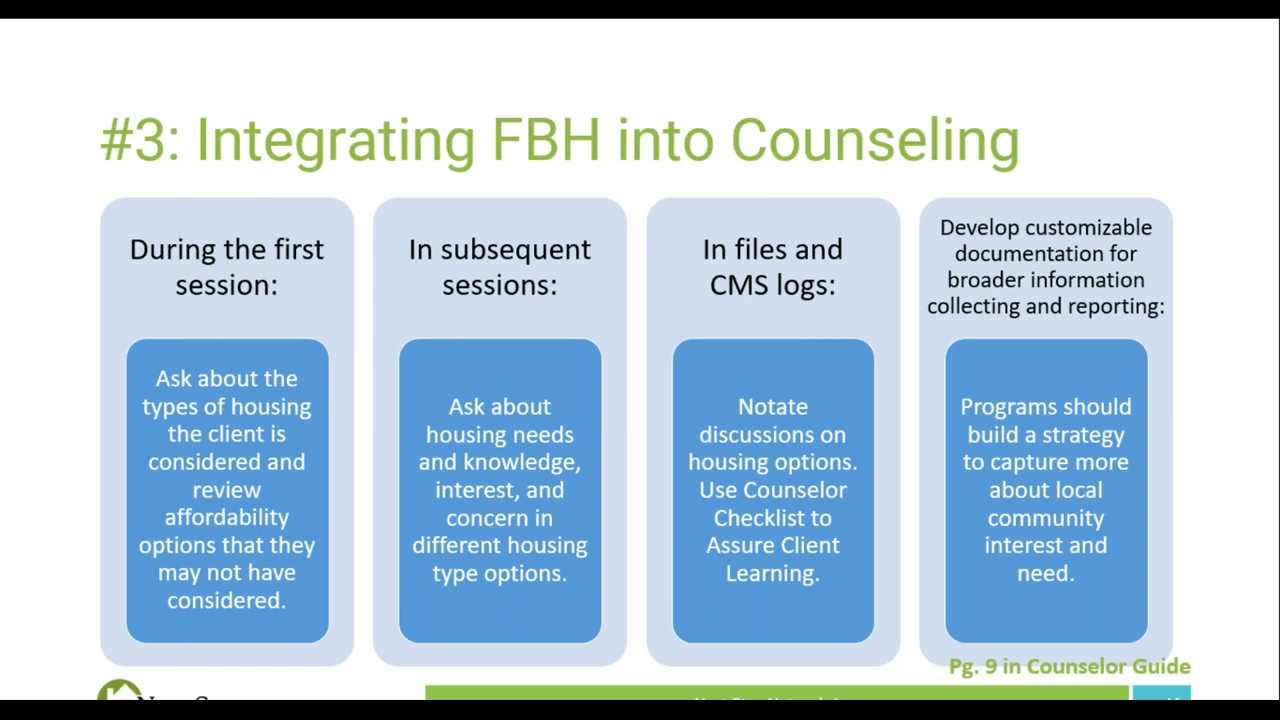 #3: Integrating FBH into Counseling
During the first
session:
Ask about the
types of housing
the client is
considered and
review
affordability
options that they
may not have
considered.
In subsequent
sessions:
Ask about
housing needs
and knowledge,
interest, and
concern in
different housing
type options.
In files and
CMS logs:
Notate
discussions on
housing options.
Use Counselor
Checklist to
Assure Client
Learning.
Develop customizable
documentation for
broader information
collecting and reporting:
Programs should
build a strategy
to capture more
about local
community
interest and
need.
Pg. 9 in Counselor Guide